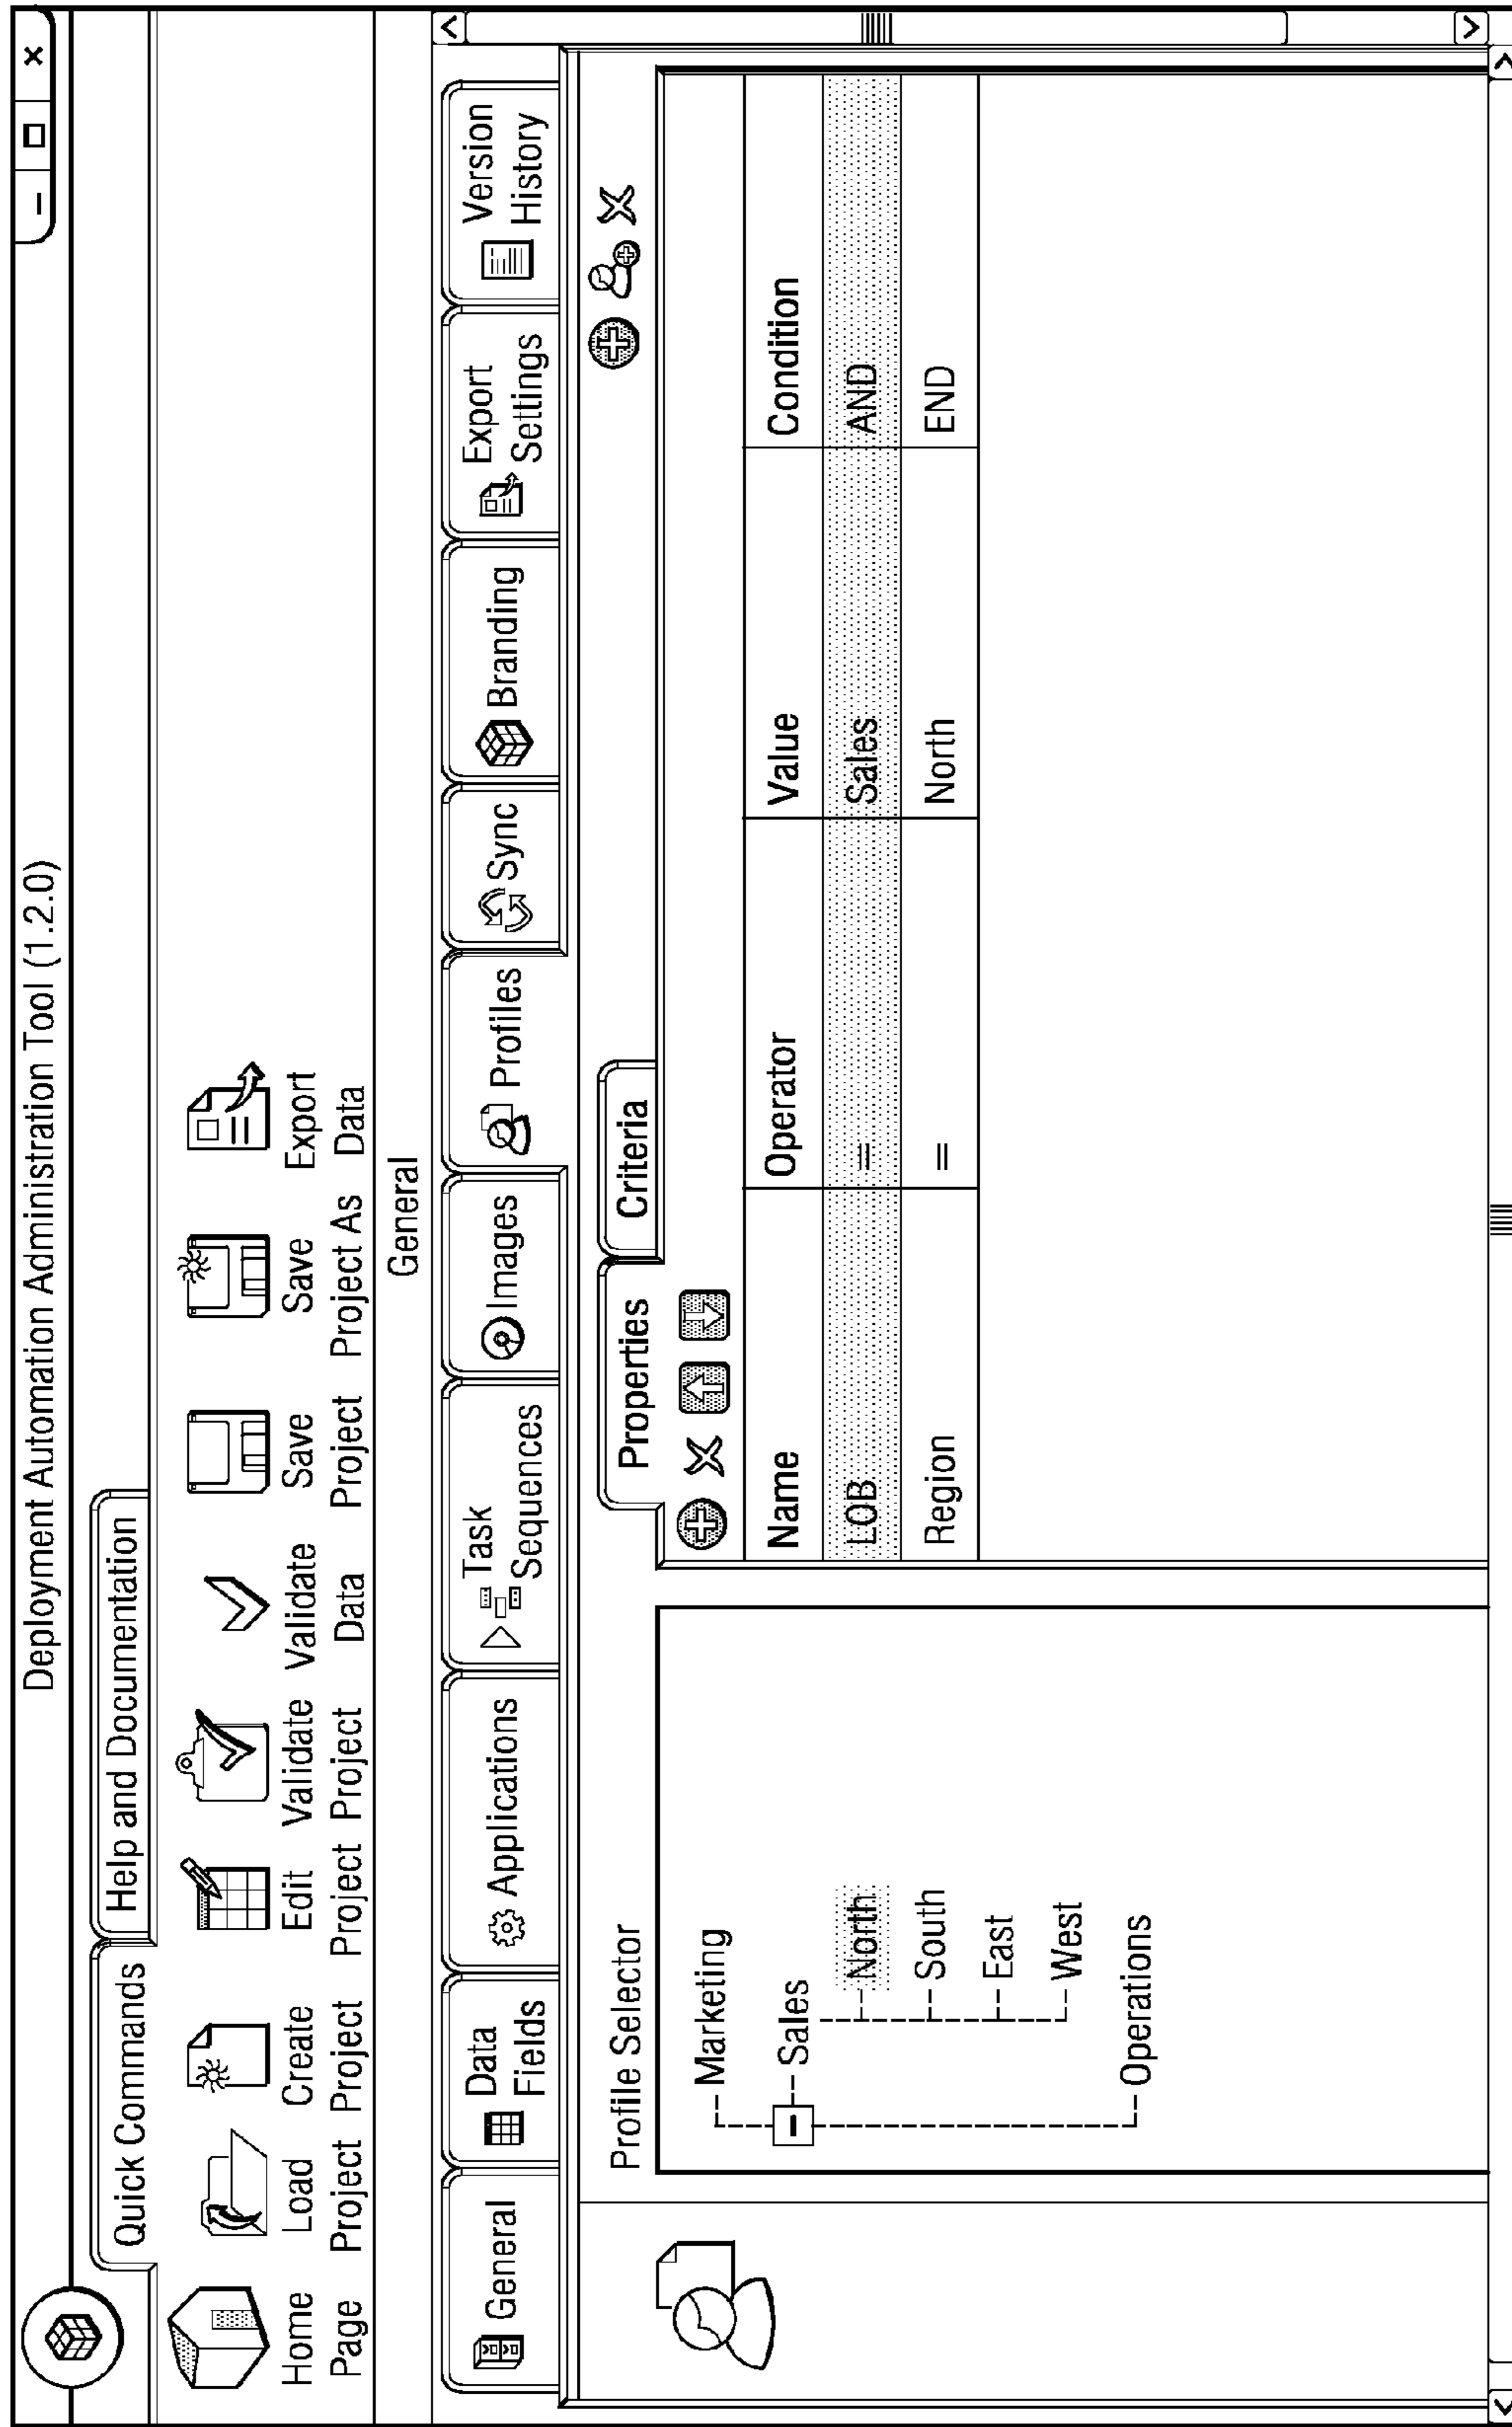 Deployment Automation Administration Tool (1.2.0)
Quick Commands
Help and Documentation
Home Page
Load Project
Create Project
Edit Project
Validate Project
Validate Data
Save Project
Save Project As
Export Data
General
General
Data Fields
Applications
Task Sequences
Images
Profiles
Sync
Branding
Export Settings
Version History
Profile Selector
Marketing
Sales
North
South
East
West
Operations
Properties
Criteria
Name Operator Value Condition
LOB = Sales AND
Region = North END